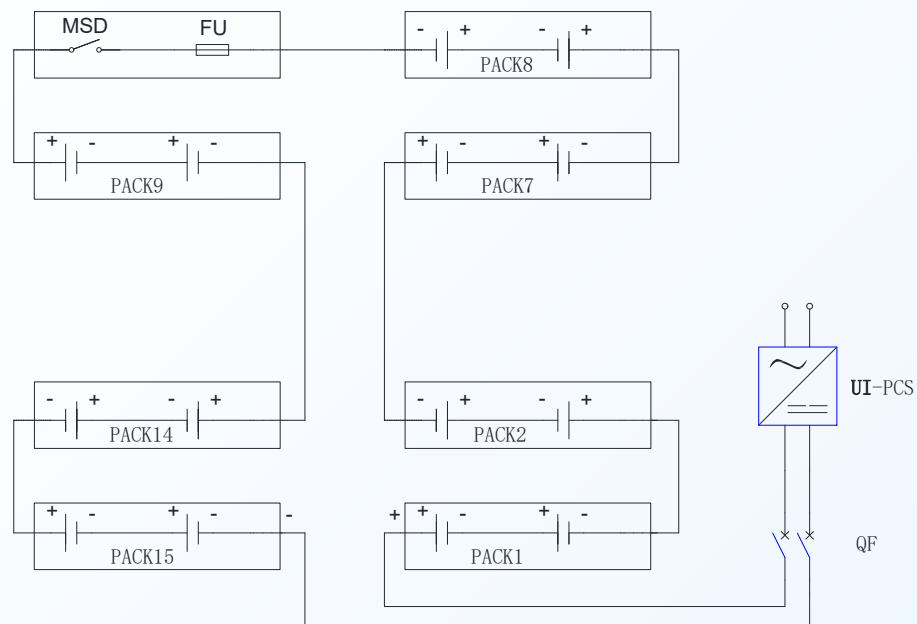 MSD FU
- + - +
PACK8
+ - + -
PACK9
+ - + -
PACK7
UI-PCS
- + - +
PACK14
- + - +
PACK2
+ - + - -
PACK15
+ + - + -
PACK1
QF